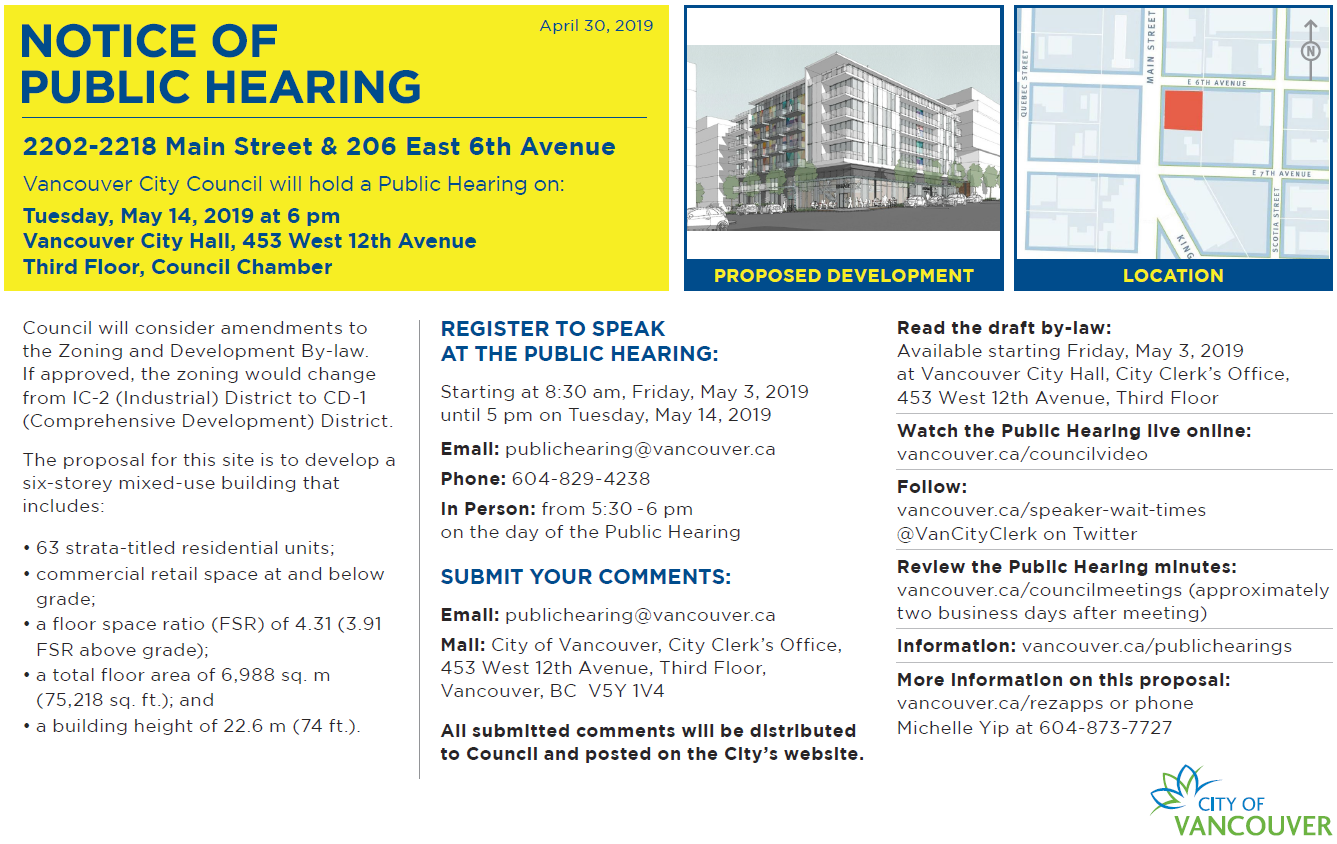 April 30, 2019
NOTICE OF
PUBLIC HEARING
2202-2218 Main Street & 206 East 6th Avenue
Vancouver City Council will hold a Public Hearing on:
Tuesday, May 14, 2019 at 6 pm
Vancouver City Hall, 453 West 12th Avenue
Third Floor, Council Chamber
PROPOSED DEVELOPMENT
QUEBEC STREET
MAIN STREET
N
E 6TH AVENUE
E 7TH AVENUE
KING
SCOTIA STREET
LOCATION
Council will consider amendments to
the Zoning and Development By-law.
If approved, the zoning would change
from IC-2 (Industrial) District to CD-1
(Comprehensive Development) District.
The proposal for this site is to develop a
six-storey mixed-use building that
includes:
• 63 strata-titled residential units;
• commercial retail space at and below
grade;
• a floor space ratio (FSR) of 4.31 (3.91
FSR above grade);
• a total floor area of 6,988 sq. m
(75,218 sq. ft.); and
• a building height of 22.6 m (74 ft.).
REGISTER TO SPEAK
AT THE PUBLIC HEARING:
Starting at 8:30 am, Friday, May 3, 2019
until 5 pm on Tuesday, May 14, 2019
Email: publichearing@vancouver.ca
Phone: 604-829-4238
In Person: from 5:30 -6 pm
on the day of the Public Hearing
SUBMIT YOUR COMMENTS:
Email: publichearing@vancouver.ca
Mail: City of Vancouver, City Clerk's Office,
453 West 12th Avenue, Third Floor,
Vancouver, BC V5Y 1V4
All submitted comments will be distributed
to Council and posted on the City's website.
Read the draft by-law:
Available starting Friday, May 3, 2019
at Vancouver City Hall, City Clerk's Office,
453 West 12th Avenue, Third Floor
Watch the Public Hearing live online:
vancouver.ca/councilvideo
Follow:
vancouver.ca/speaker-wait-times
@VanCityClerk on Twitter
Review the Public Hearing minutes:
vancouver.ca/councilmeetings (approximately
two business days after meeting)
Information: vancouver.ca/publichearings
More information on this proposal:
vancouver.ca/rezapps or phone
Michelle Yip at 604-873-7727
CITY OF
VANCOUVER